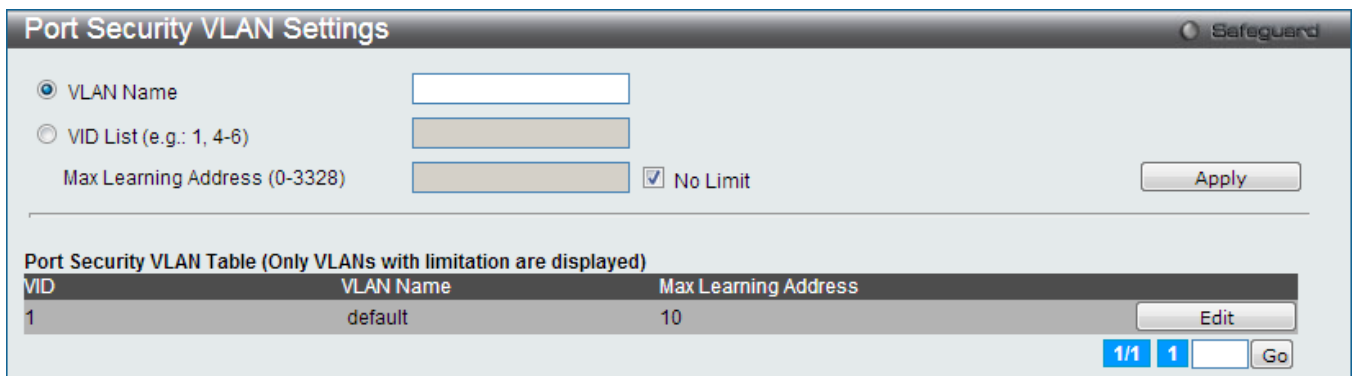 Port Security VLAN Settings
Safeguard
VLAN Name
VID List (e.g.: 1, 4-6)
Max Learning Address (0-3328)
No Limit
Apply
Port Security VLAN Table (Only VLANs with limitation are displayed)
VID VLAN Name Max Learning Address
1 default 10 Edit
1/1 1 Go